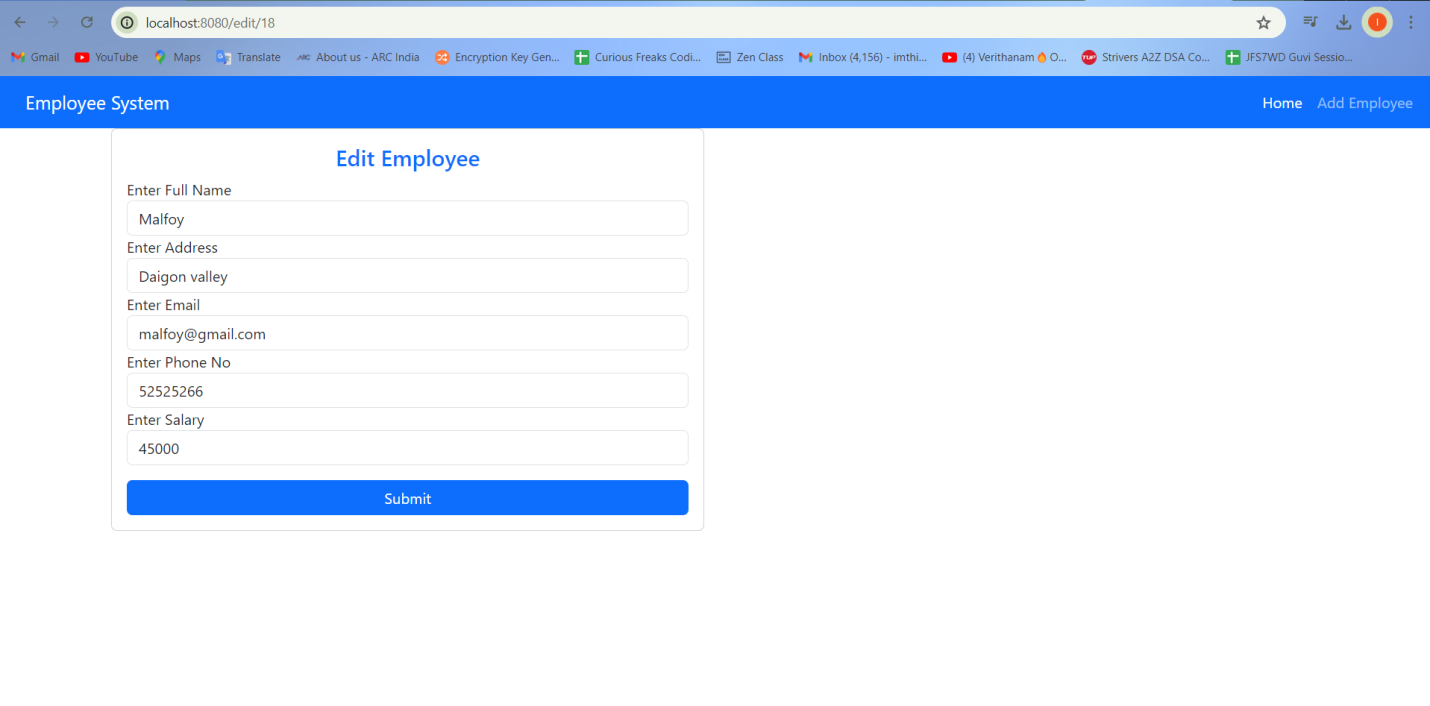 localhost:8080/edit/18
Gmail YouTube Maps Translate ARC About us - ARC India Encryption Key Gen... Curious Freaks Codi... Zen Class Inbox (4,156) - imthi... (4) Verithanam🔥O... TUF Strivers A2Z DSA Co... JFS7WD Guvi Sessio...
Employee System Home Add Employee
Edit Employee
Enter Full Name
Malfoy
Enter Address
Daigon valley
Enter Email
malfoy@gmail.com
Enter Phone No
52525266
Enter Salary
45000
Submit